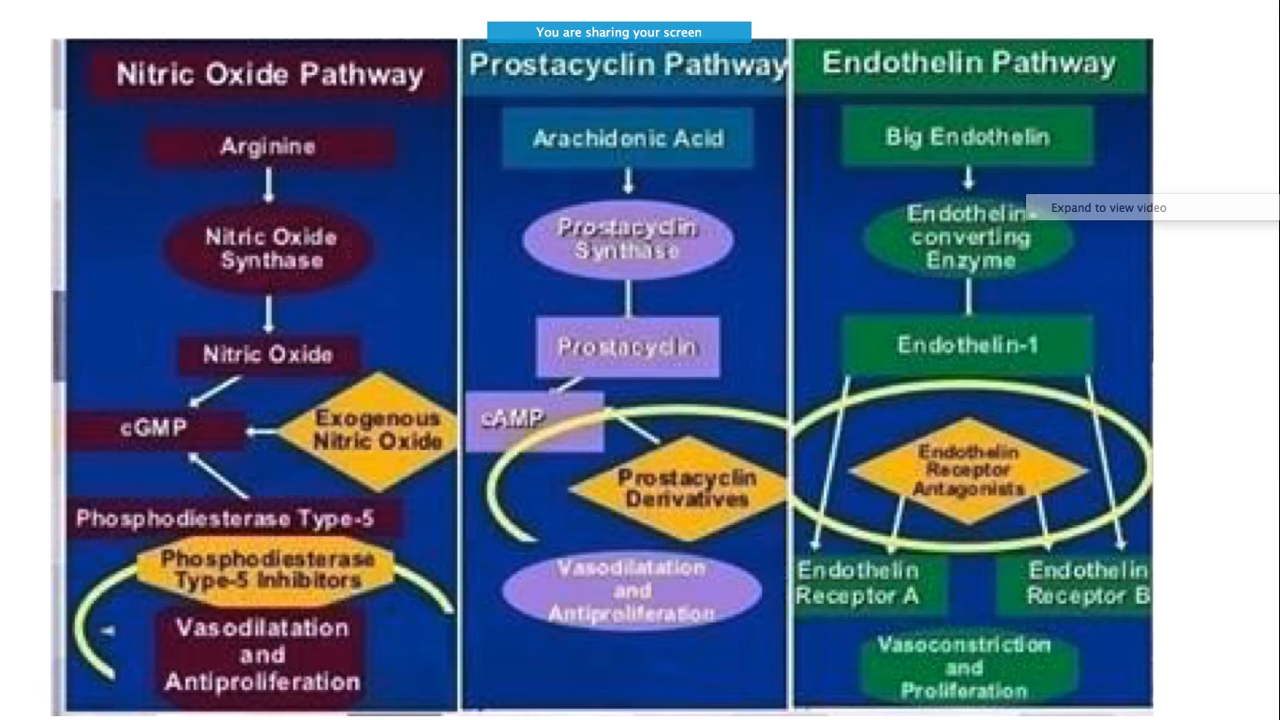 You are sharing your screen
Nitric Oxide Pathway
Arginine
Nitric Oxide
Synthase
Nitric Oxide
cGMP
Exogenous
Nitric Oxide
Phosphodiesterase Type-5
Phosphodiesterase
Type-5 Inhibitors
Vasodilatation
and
Antiproliferation
Prostacyclin Pathway
Arachidonic Acid
Prostacyclin
Synthase
Prostacyclin
cAMP
Prostacyclin
Derivatives
Vasodilatation
and
Antiproliferation
Endothelin Pathway
Big Endothelin
Endothelin-
converting
Enzyme
Expand to view video
Endothelin-1
Endothelin
Receptor
Antagonists
Endothelin
Receptor A
Endothelin
Receptor B
Vasoconstriction
and
Proliferation